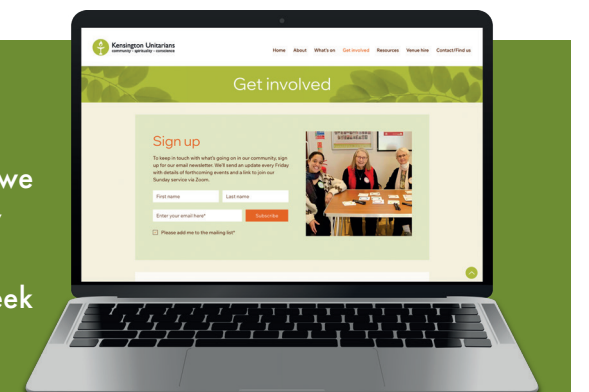 Kensington Unitarians
community · spirituality · conscience
Home About What's on Get involved Resources Venue hire Contact/Find us
Get involved
Sign up
To keep in touch with what's going on in our community, sign
up for our email newsletter. We'll send an update every Friday
with details of forthcoming events and a link to join our
Sunday service via Zoom.
First name Last name
Enter your email here* Subscribe
Please add me to the mailing list*
we
eek